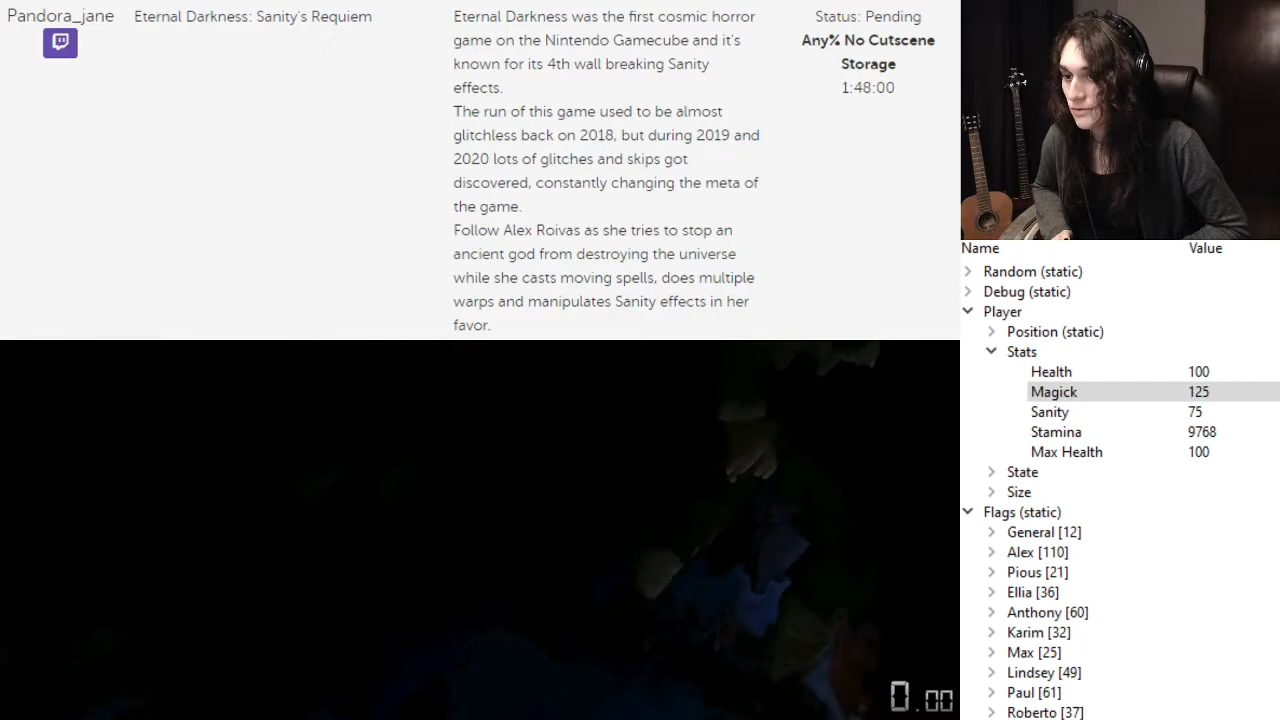 Pandora_jane
Eternal Darkness: Sanity's Requiem
Eternal Darkness was the first cosmic horror
game on the Nintendo Gamecube and it's
known for its 4th wall breaking Sanity
effects.
The run of this game used to be almost
glitchless back on 2018, but during 2019 and
2020 lots of glitches and skips got
discovered, constantly changing the meta of
the game.
Follow Alex Roivas as she tries to stop an
ancient god from destroying the universe
while she casts moving spells, does multiple
warps and manipulates Sanity effects in her
favor.
Status: Pending
Any% No Cutscene
Storage
1:48:00
Name Value
Random (static)
Debug (static)
Player
Position (static)
Stats
Health 100
Magick 125
Sanity 75
Stamina 9768
Max Health 100
State
Size
Flags (static)
General [12]
Alex [110]
Pious [21]
Ellia [36]
Anthony [60]
Karim [32]
Max [25]
Lindsey [49]
Paul [61]
Roberto [37]
0.00